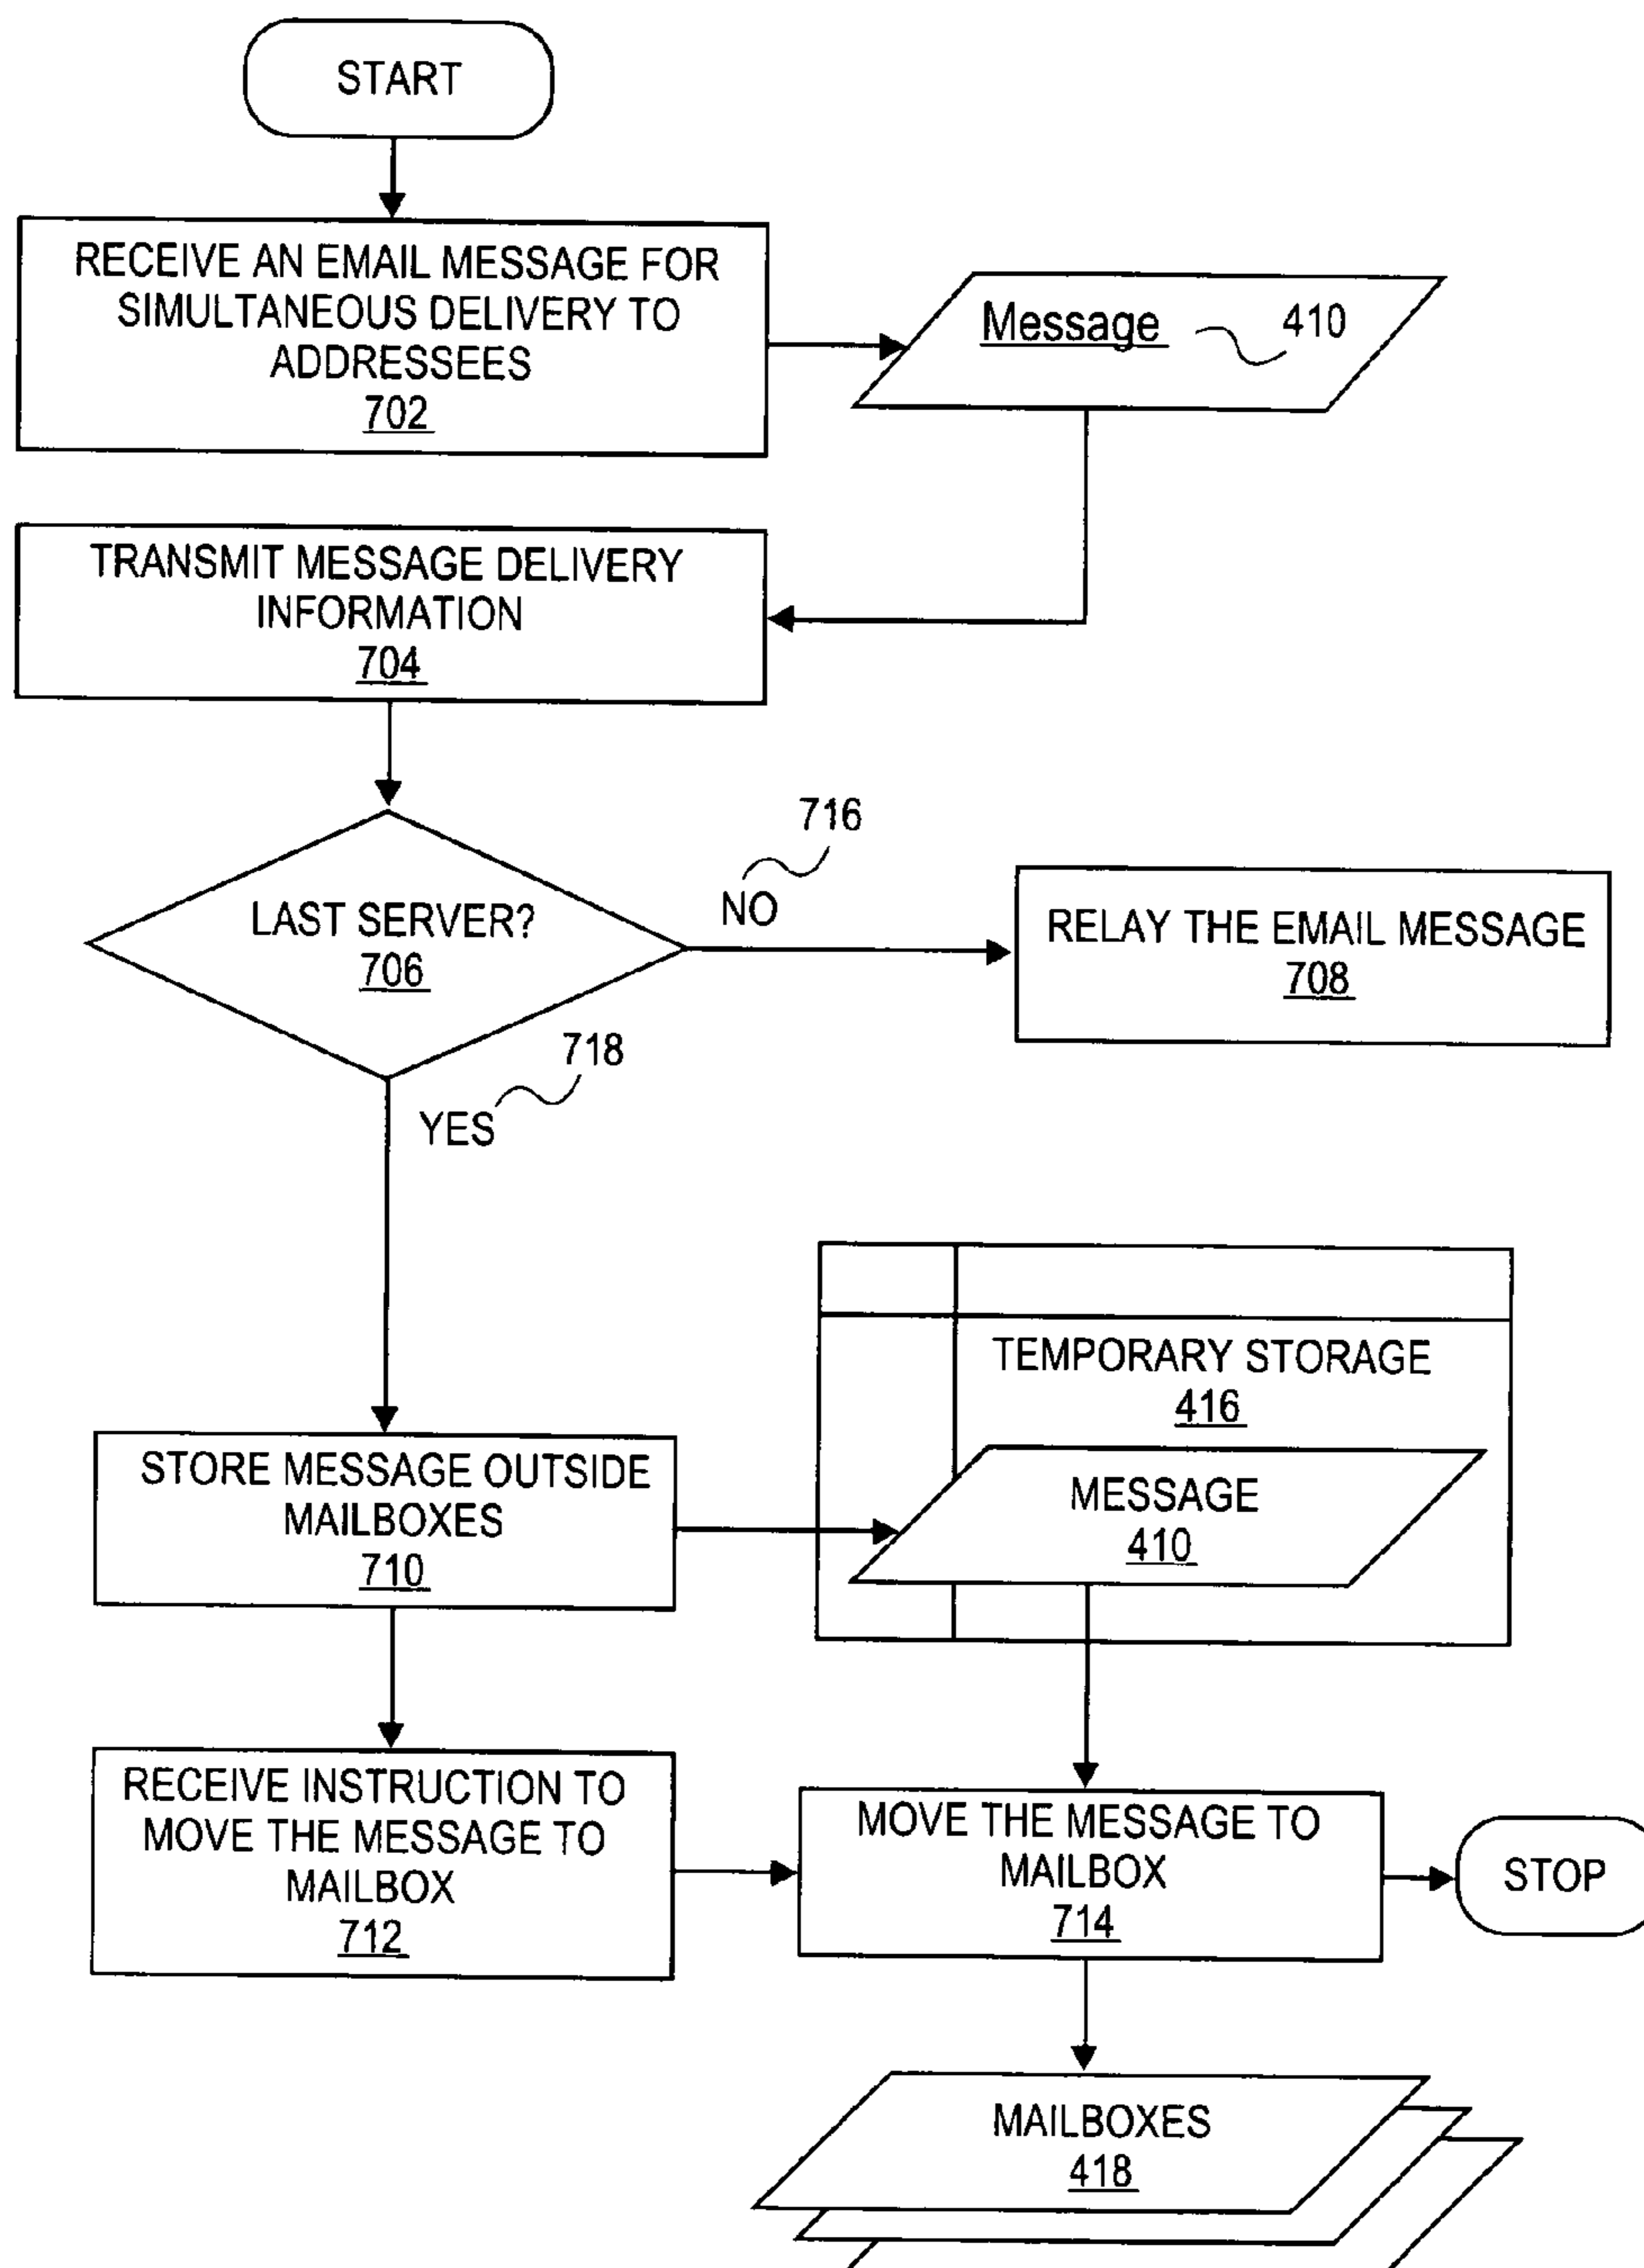 START
RECEIVE AN EMAIL MESSAGE FOR
SIMULTANEOUS DELIVERY TO
ADDRESSEES
702
Message 410
TRANSMIT MESSAGE DELIVERY
INFORMATION
704
LAST SERVER?
706
716
NO
RELAY THE EMAIL MESSAGE
708
718
YES
TEMPORARY STORAGE
416
STORE MESSAGE OUTSIDE
MAILBOXES
710
MESSAGE
410
RECEIVE INSTRUCTION TO
MOVE THE MESSAGE TO
MAILBOX
712
MOVE THE MESSAGE TO
MAILBOX
714
STOP
MAILBOXES
418